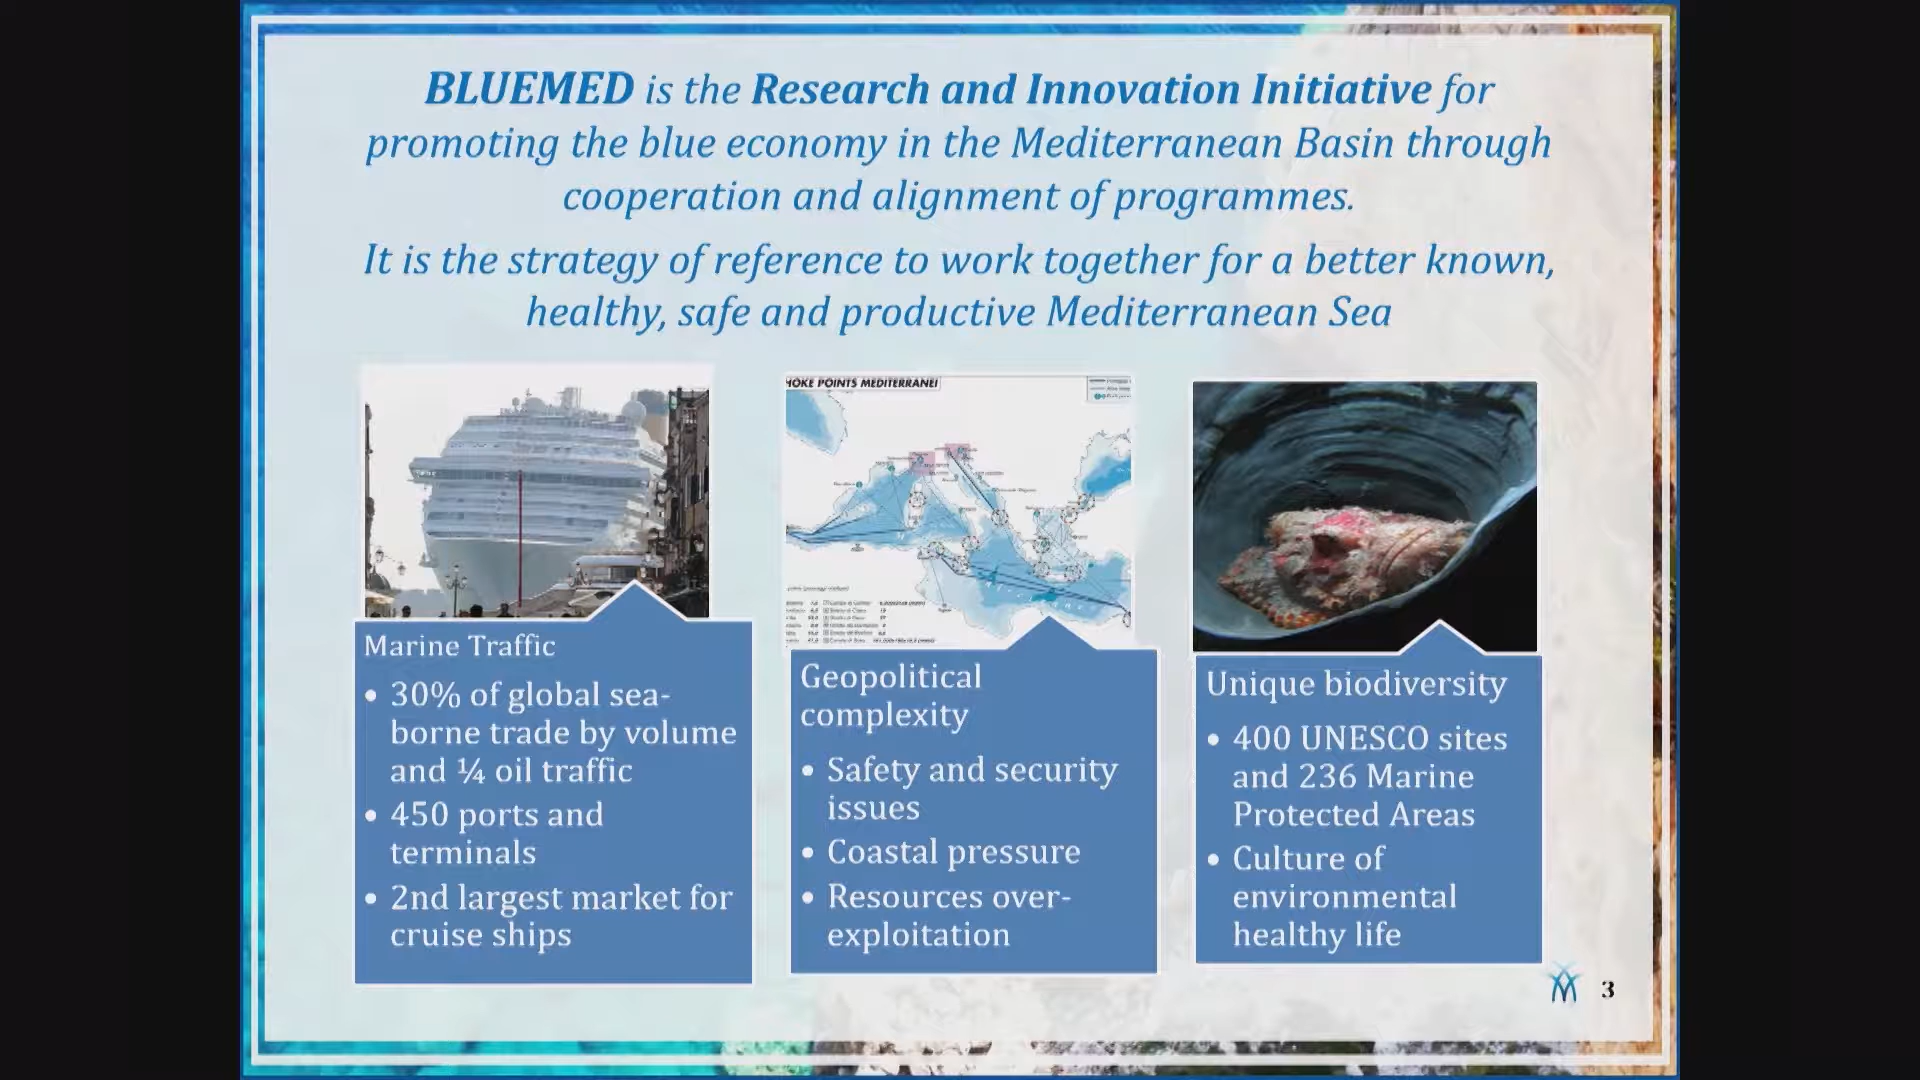 BLUEMED is the Research and Innovation Initiative for
promoting the blue economy in the Mediterranean Basin through
cooperation and alignment of programmes.
It is the strategy of reference to work together for a better known,
healthy, safe and productive Mediterranean Sea
HOKE POINTS MEDITERRANEI
Marine Traffic
• 30% of global sea-
borne trade by volume
and ¼ oil traffic
• 450 ports and
terminals
• 2nd largest market for
cruise ships
Geopolitical
complexity
• Safety and security
issues
• Coastal pressure
• Resources over-
exploitation
Unique biodiversity
• 400 UNESCO sites
and 236 Marine
Protected Areas
• Culture of
environmental
healthy life
3